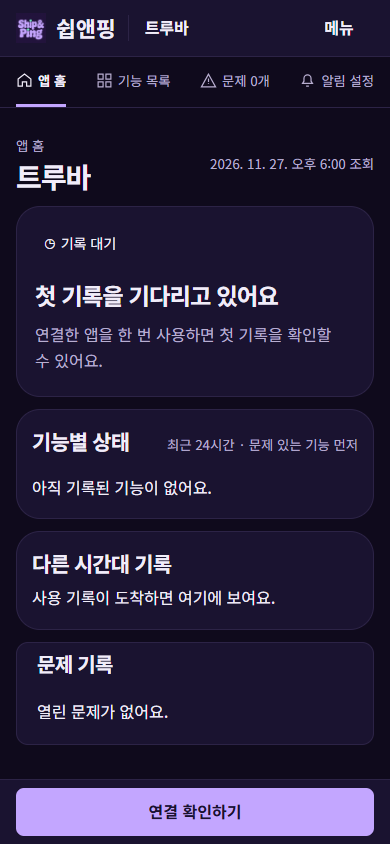 Ship&
Ping
쉽앤핑
트루바
메뉴
앱 홈
기능 목록
문제 0개
알림 설정
앱 홈
트루바
2026. 11. 27. 오후 6:00 조회
기록 대기
첫 기록을 기다리고 있어요
연결한 앱을 한 번 사용하면 첫 기록을 확인할
수 있어요.
기능별 상태
최근 24시간 · 문제 있는 기능 먼저
아직 기록된 기능이 없어요.
다른 시간대 기록
사용 기록이 도착하면 여기에 보여요.
문제 기록
열린 문제가 없어요.
연결 확인하기